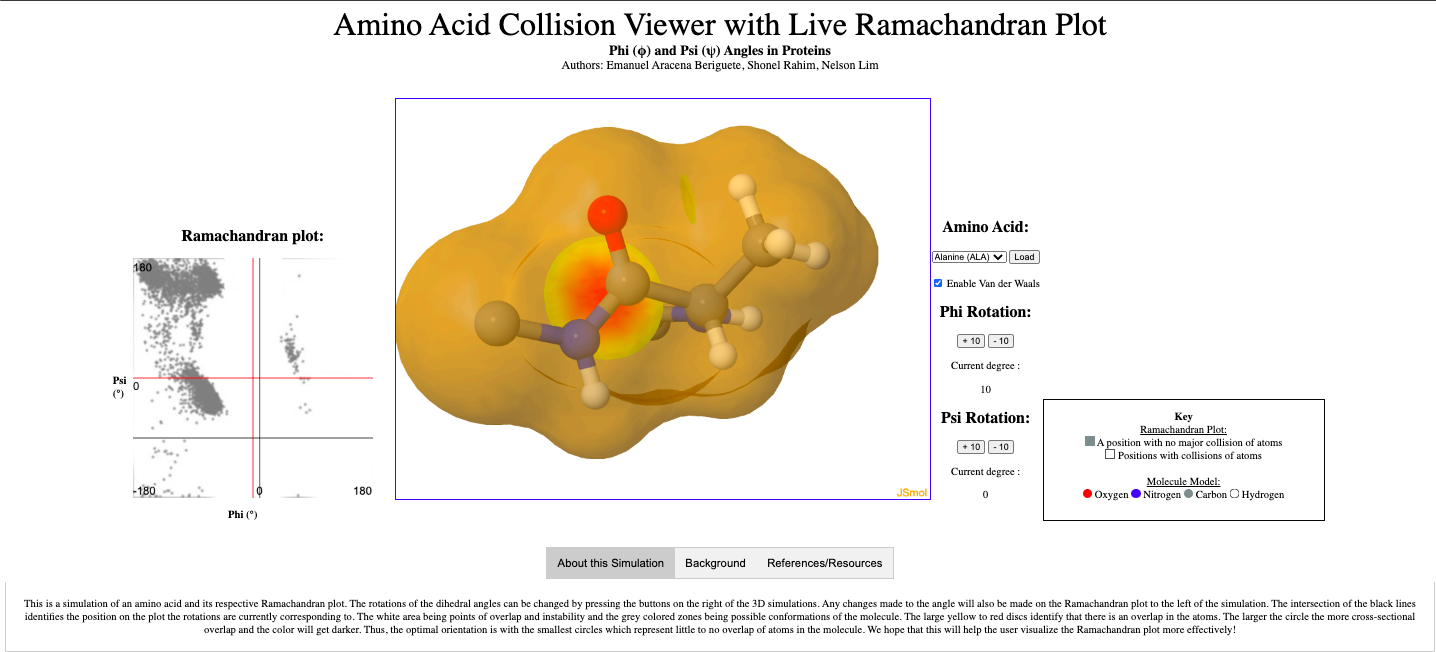 Amino Acid Collision Viewer with Live Ramachandran Plot
Phi (ϕ) and Psi (ψ) Angles in Proteins
Authors: Emanuel Aracena Beriguete, Shonel Rahim, Nelson Lim
Ramachandran plot:
180
Psi
(°)
0
-180
0
180
Phi (°)
JSmol
Amino Acid:
Alanine (ALA) Load
Enable Van der Waals
Phi Rotation:
+ 10 - 10
Current degree :
10
Psi Rotation:
+ 10 - 10
Current degree :
0
Key
Ramachandran Plot:
A position with no major collision of atoms
Positions with collisions of atoms
Molecule Model:
Oxygen Nitrogen Carbon Hydrogen
About this Simulation Background References/Resources
This is a simulation of an amino acid and its respective Ramachandran plot. The rotations of the dihedral angles can be changed by pressing the buttons on the right of the 3D simulations. Any changes made to the angle will also be made on the Ramachandran plot to the left of the simulation. The intersection of the black lines
identifies the position on the plot the rotations are currently corresponding to. The white area being points of overlap and instability and the grey colored zones being possible conformations of the molecule. The large yellow to red discs identify that there is an overlap in the atoms. The larger the circle the more cross-sectional
overlap and the color will get darker. Thus, the optimal orientation is with the smallest circles which represent little to no overlap of atoms in the molecule. We hope that this will help the user visualize the Ramachandran plot more effectively!